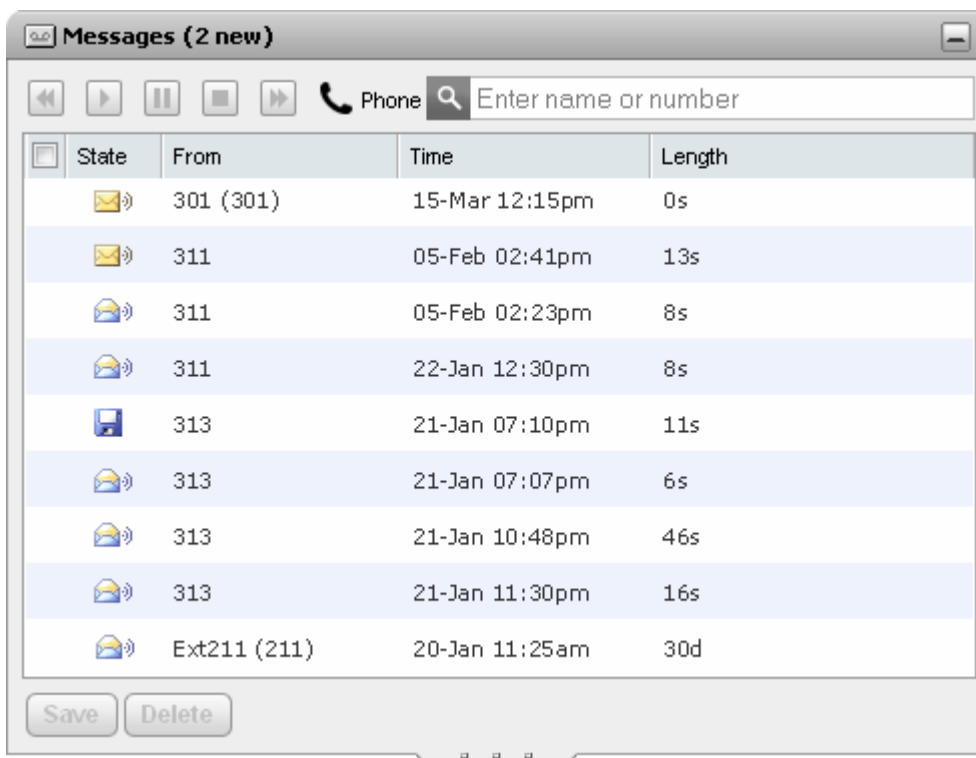 Messages (2 new)
Phone Enter name or number
State From Time Length
301 (301) 15-Mar 12:15pm 0s
311 05-Feb 02:41pm 13s
311 05-Feb 02:23pm 8s
311 22-Jan 12:30pm 8s
313 21-Jan 07:10pm 11s
313 21-Jan 07:07pm 6s
313 21-Jan 10:48pm 46s
313 21-Jan 11:30pm 16s
Ext211 (211) 20-Jan 11:25am 30d
Save Delete